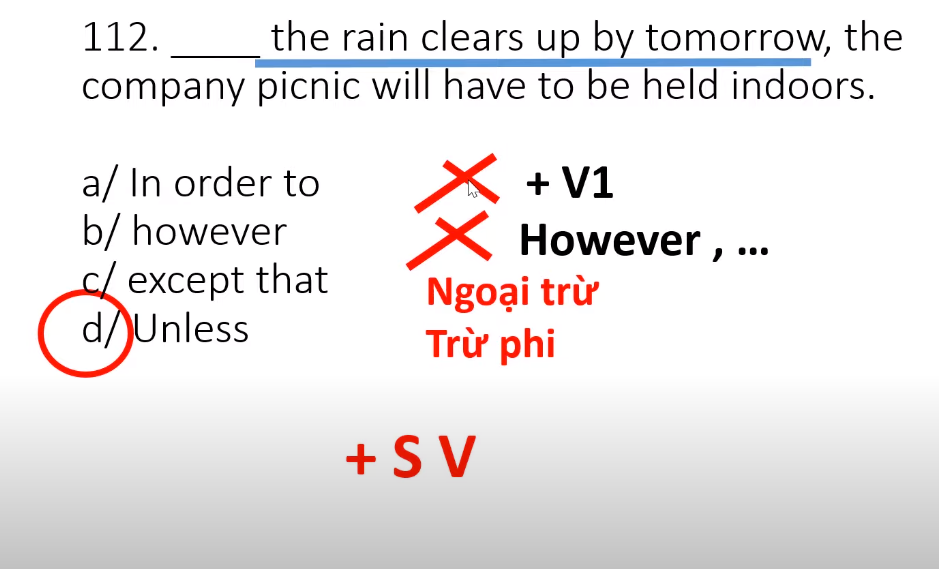 112. _____ the rain clears up by tomorrow, the
company picnic will have to be held indoors.
a/ In order to + V1
b/ however However , ...
c/ except that Ngoại trừ
d/ Unless Trừ phi
+ S V